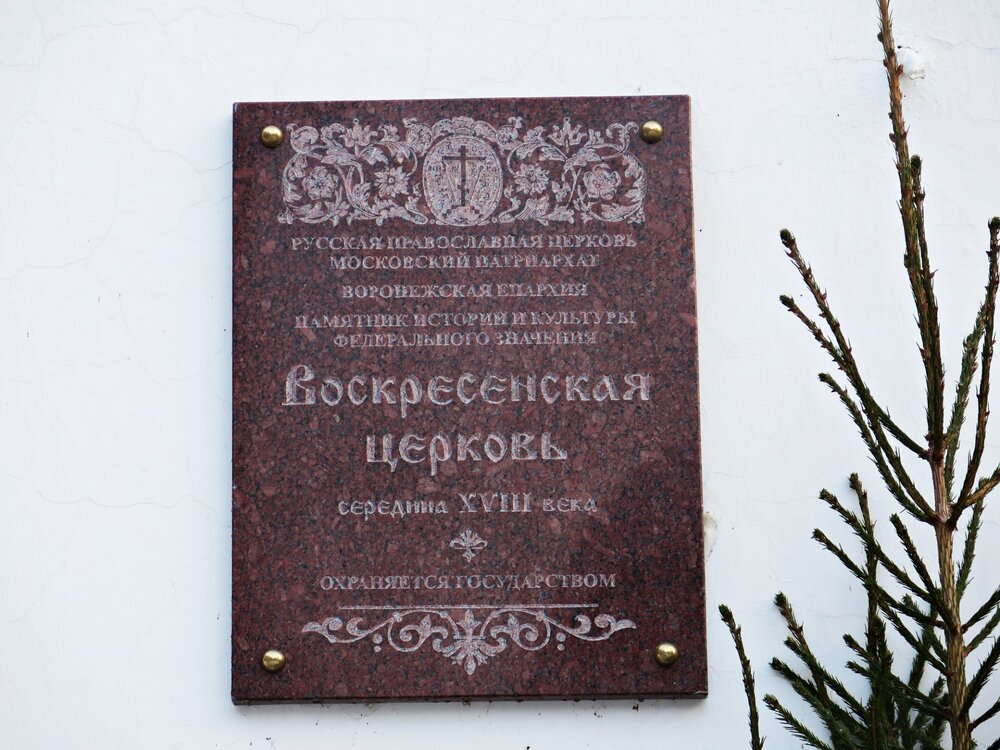 РУССКАЯ ПРАВОСЛАВНАЯ ЦЕРКОВЬ
МОСКОВСКИЙ ПАТРИАРХАТ
ВОРОНЕЖСКАЯ ЕПАРХИЯ
ПАМЯТНИК ИСТОРИИ И КУЛЬТУРЫ
ФЕДЕРАЛЬНОГО ЗНАЧЕНИЯ
ВОСКРЕСЕНСКАЯ
ЦЕРКОВЬ
СЕРЕДИНА XVIII ВЕКА
ОХРАНЯЕТСЯ ГОСУДАРСТВОМ